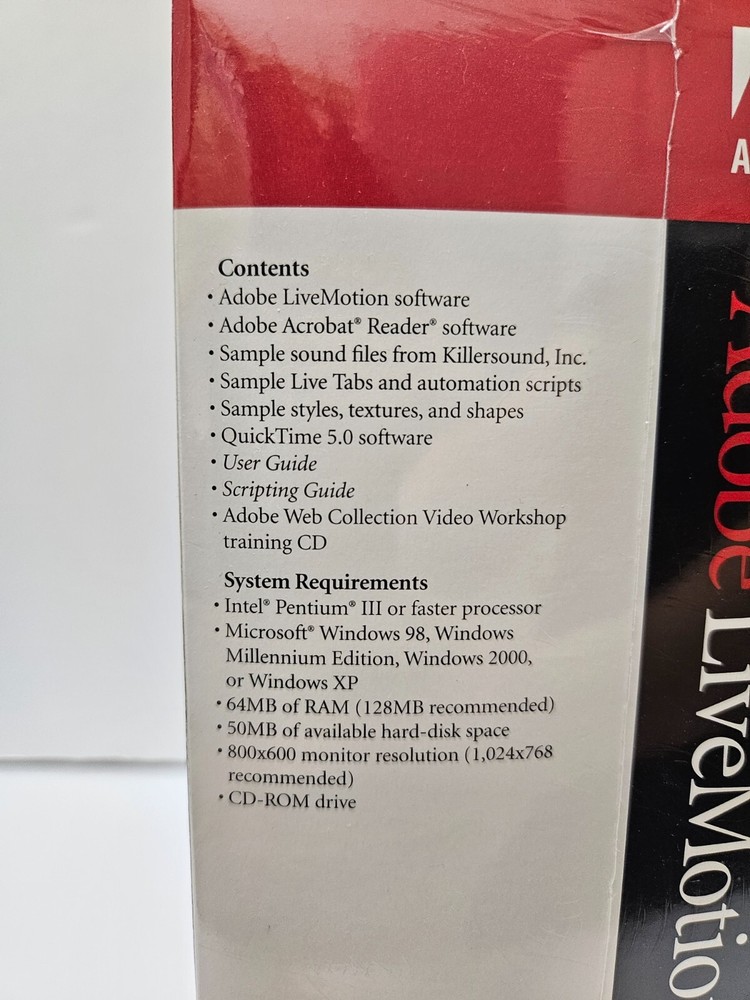 Contents
• Adobe LiveMotion software
• Adobe Acrobat® Reader® software
• Sample sound files from Killersound, Inc.
• Sample Live Tabs and automation scripts
• Sample styles, textures, and shapes
• QuickTime 5.0 software
• User Guide
• Scripting Guide
• Adobe Web Collection Video Workshop
training CD
System Requirements
• Intel® Pentium® III or faster processor
• Microsoft® Windows 98, Windows
Millennium Edition, Windows 2000,
or Windows XP
• 64MB of RAM (128MB recommended)
• 50MB of available hard-disk space
• 800x600 monitor resolution (1,024x768
recommended)
• CD-ROM drive
A
Adobe LiveMotio